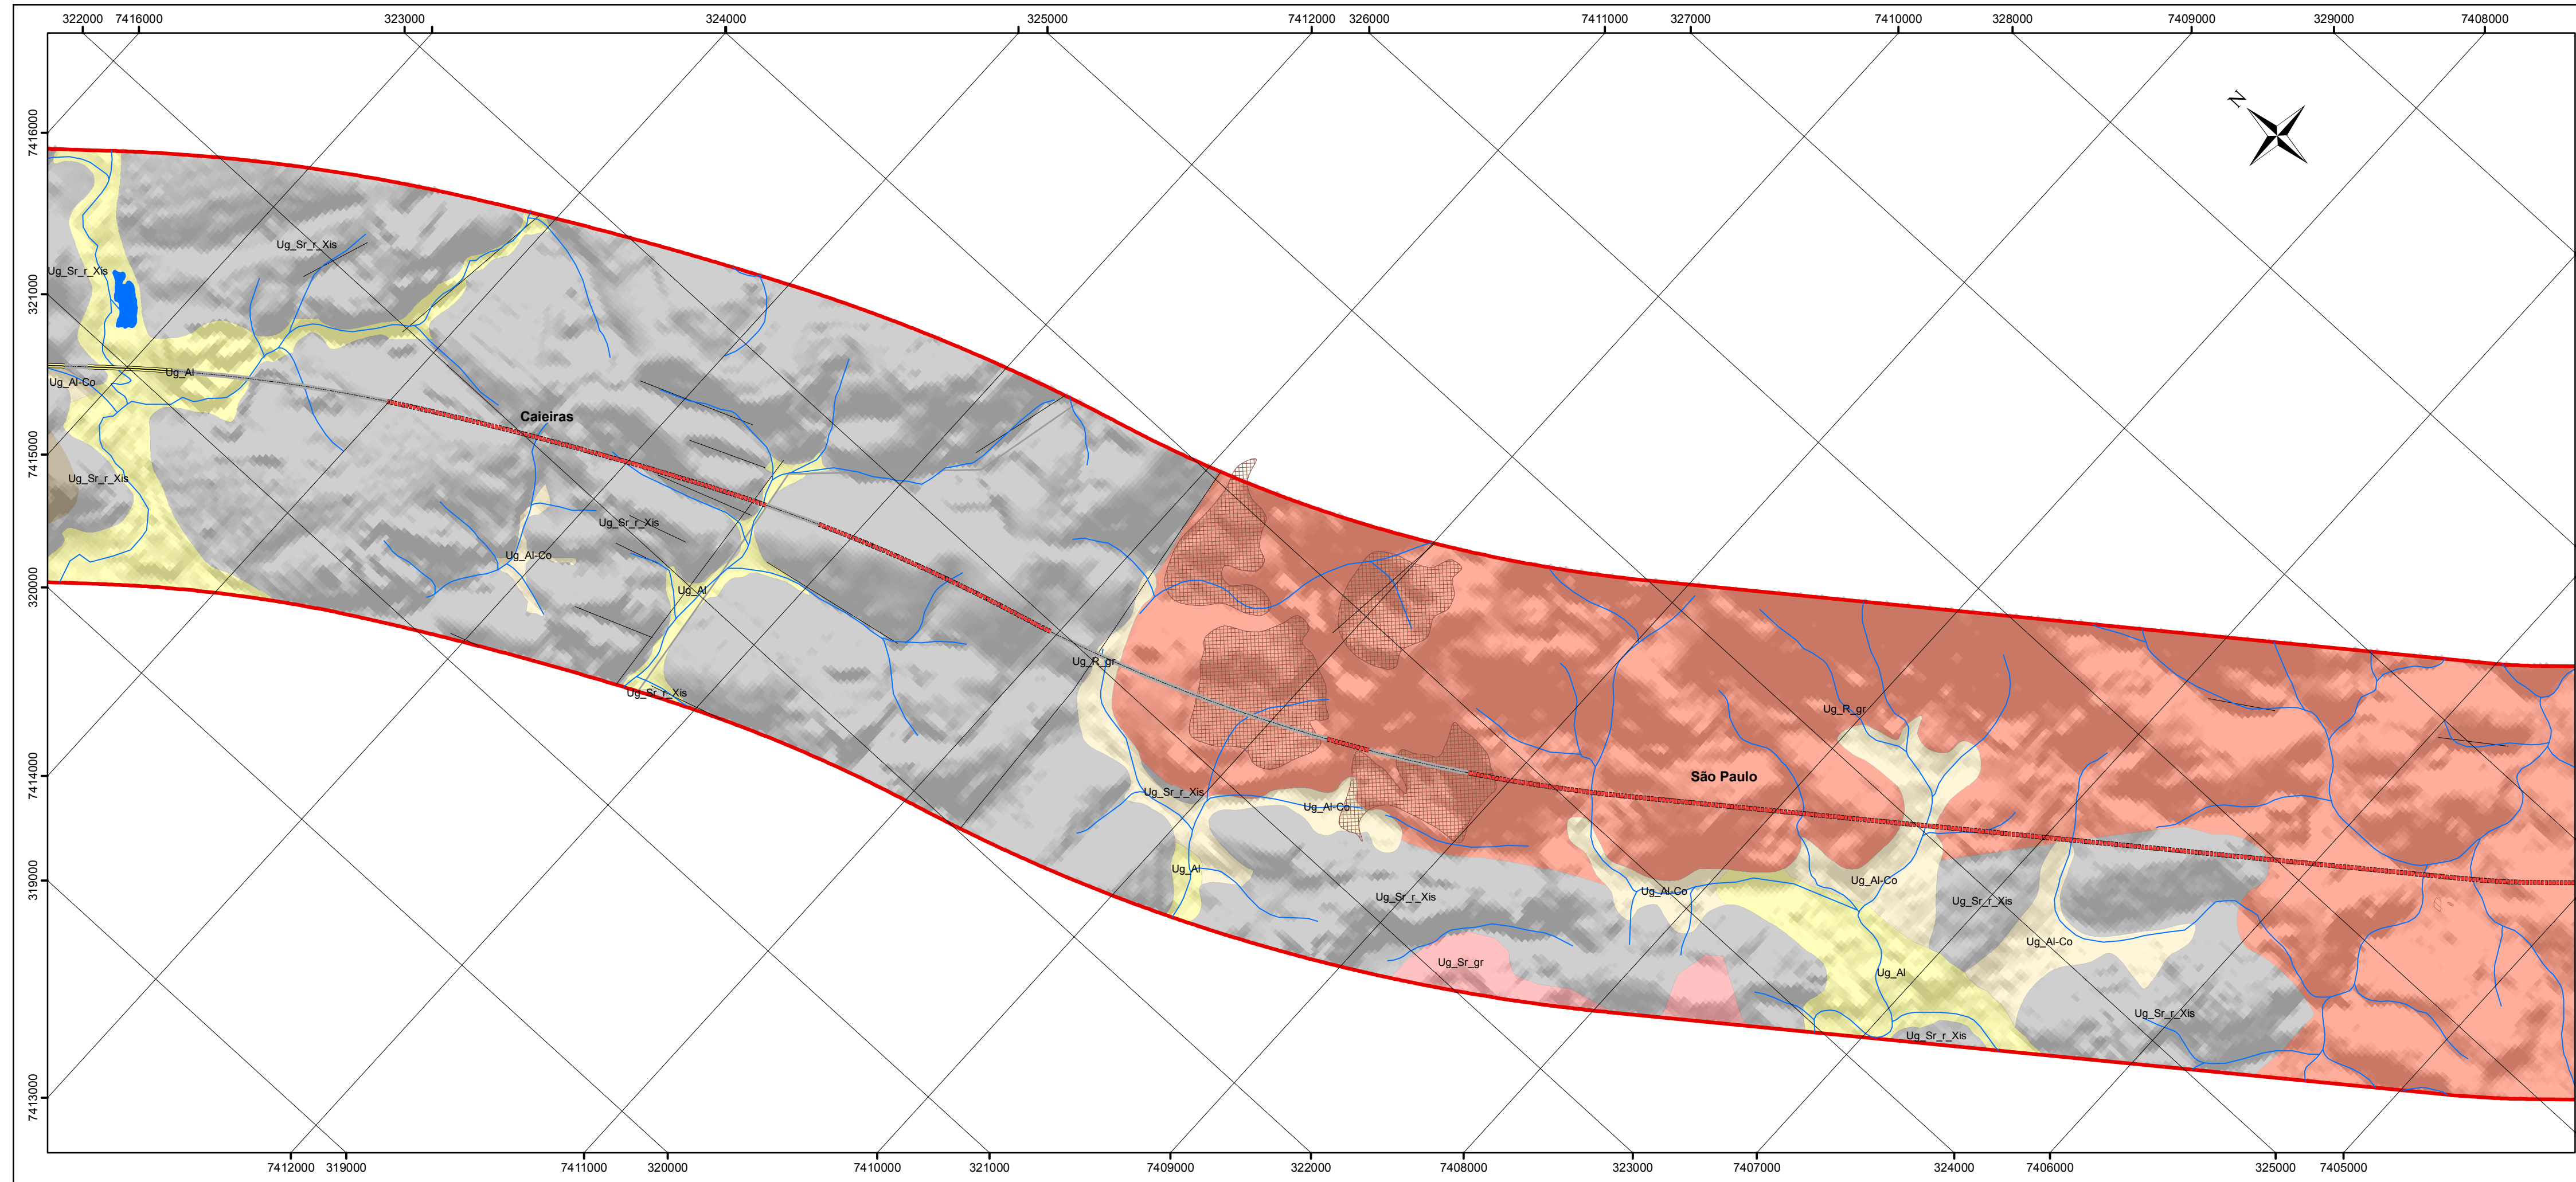 322000 7416000 323000 324000 325000 7412000 326000 7411000 327000 7410000 328000 7409000 329000 7408000
N
7416000
321000
7415000
320000
7414000
319000
7413000
Ug_Sr_r_Xis
Ug_Sr_r_Xis
Ug_Al
Ug_Al-Co
Caieiras
Ug_Sr_r_Xis
Ug_Sr_r_Xis
Ug_Al-Co
Ug_Al
Ug_R_gr
Ug_Sr_r_Xis
Ug_R_gr
São Paulo
Ug_Sr_r_Xis
Ug_Al-Co
Ug_Al
Ug_Al-Co
Ug_Al-Co
Ug_Sr_r_Xis
Ug_Sr_r_Xis
Ug_Al-Co
Ug_Sr_gr
Ug_Al
Ug_Sr_r_Xis
Ug_Sr_r_Xis
7412000 319000 7411000 320000 7410000 321000 7409000 322000 7408000 323000 7407000 324000 7406000 325000 7405000